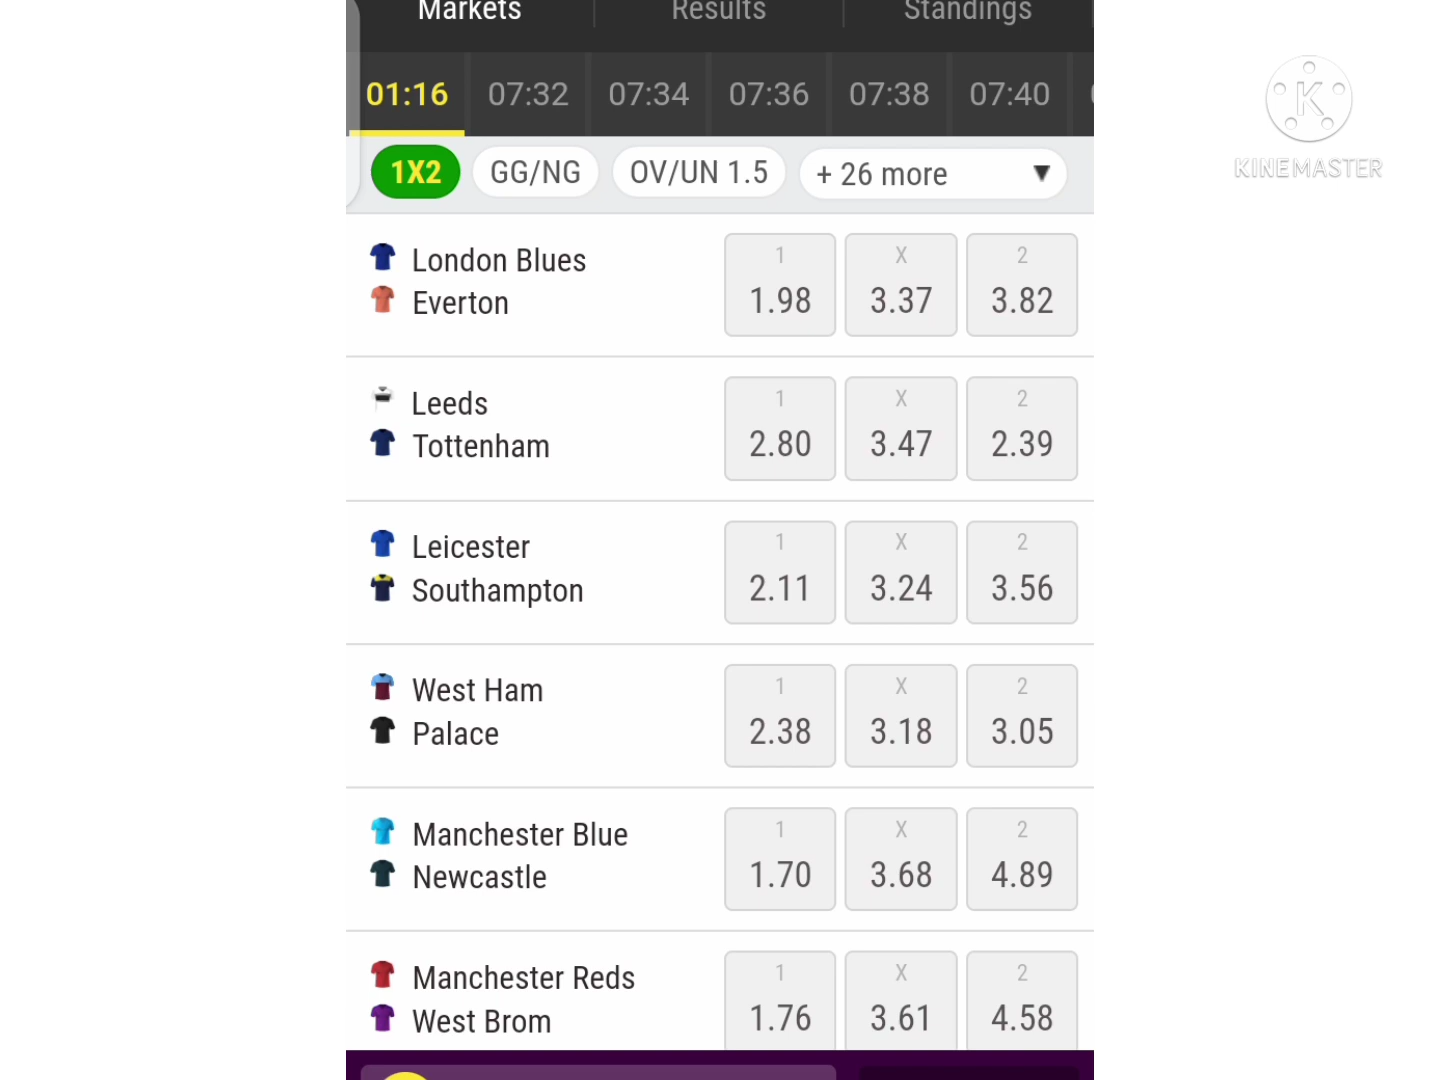 Markets Results Standings
01:16 07:32 07:34 07:36 07:38 07:40
1X2 GG/NG OV/UN 1.5 + 26 more
KINEMASTER
London Blues
Everton
1 X 2
1.98 3.37 3.82
Leeds
Tottenham
1 X 2
2.80 3.47 2.39
Leicester
Southampton
1 X 2
2.11 3.24 3.56
West Ham
Palace
1 X 2
2.38 3.18 3.05
Manchester Blue
Newcastle
1 X 2
1.70 3.68 4.89
Manchester Reds
West Brom
1 X 2
1.76 3.61 4.58